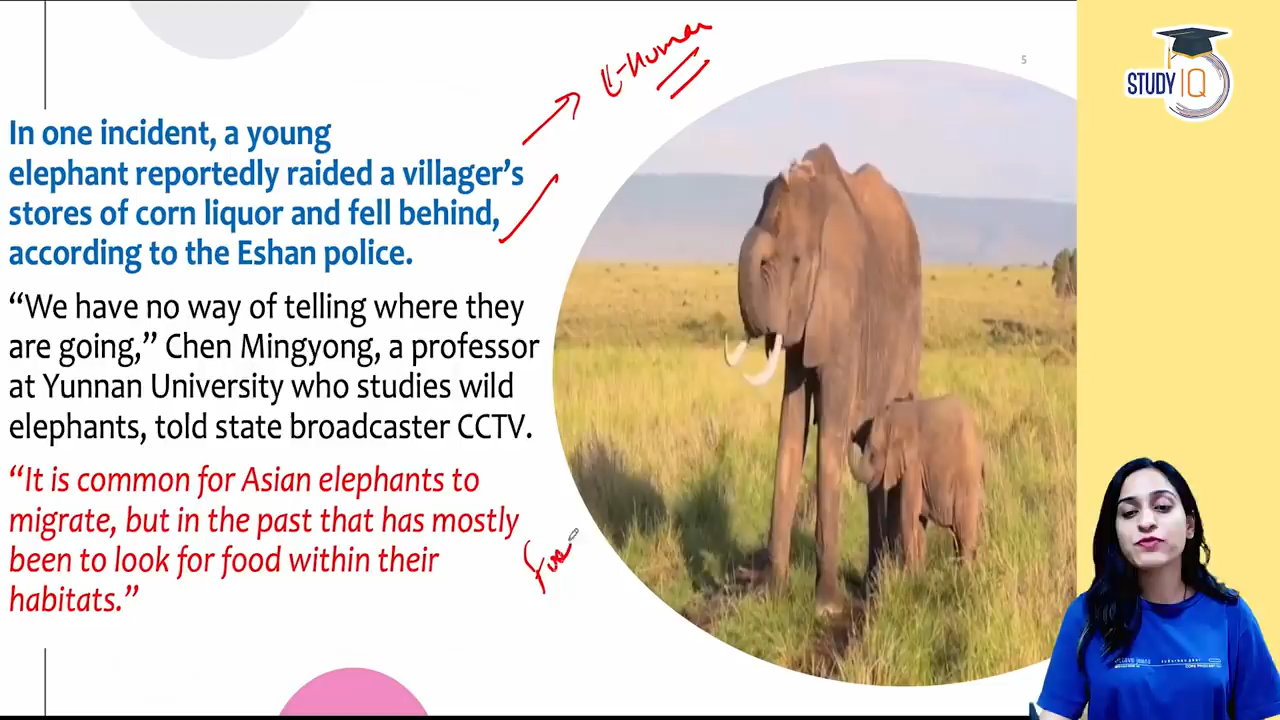 5
STUDY IQ
In one incident, a young
elephant reportedly raided a villager’s
stores of corn liquor and fell behind,
according to the Eshan police.
“We have no way of telling where they
are going,” Chen Mingyong, a professor
at Yunnan University who studies wild
elephants, told state broadcaster CCTV.
“It is common for Asian elephants to
migrate, but in the past that has mostly
been to look for food within their
habitats.”